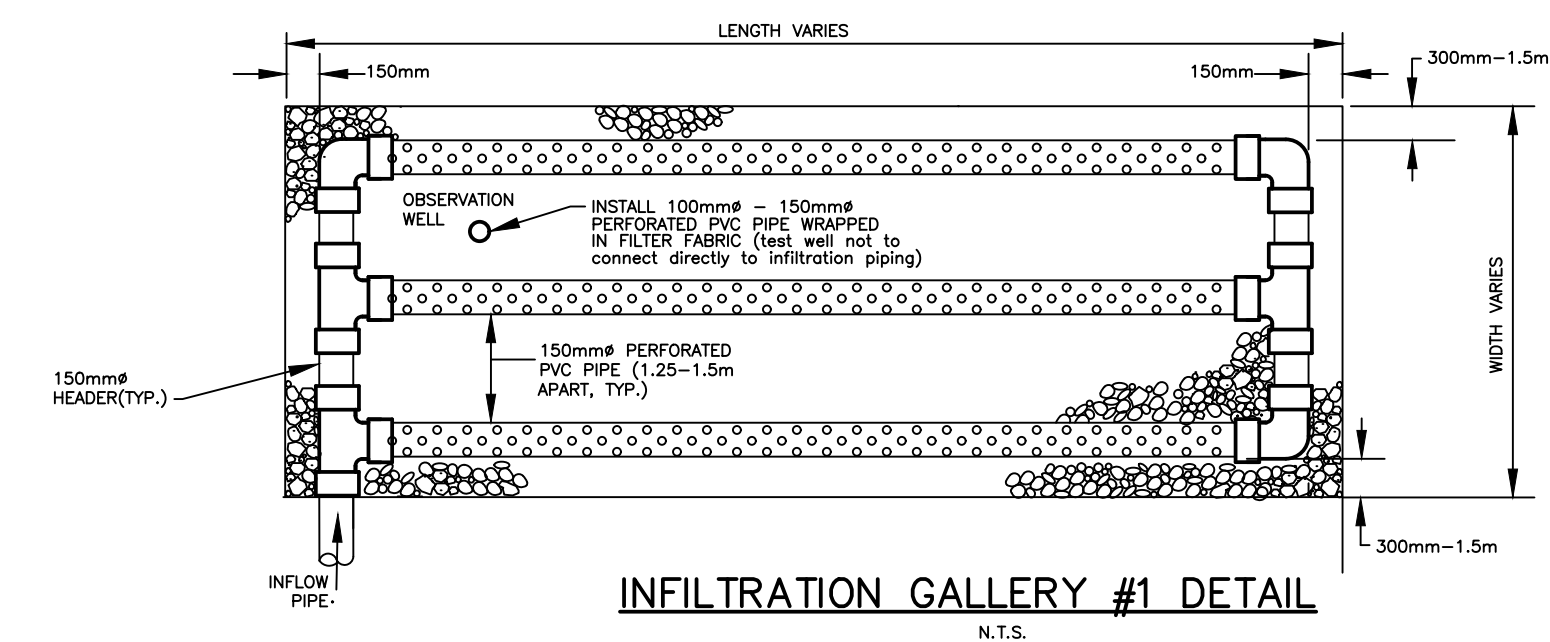 LENGTH VARIES
150mm
150mm
300mm-1.5m
OBSERVATION
WELL
INSTALL 100mmø - 150mmø
PERFORATED PVC PIPE WRAPPED
IN FILTER FABRIC (test well not to
connect directly to infiltration piping)
WIDTH VARIES
150mmø PERFORATED
PVC PIPE (1.25-1.5m
APART, TYP.)
150mmø
HEADER(TYP.)
300mm-1.5m
INFLOW
PIPE
INFILTRATION GALLERY #1 DETAIL
N.T.S.